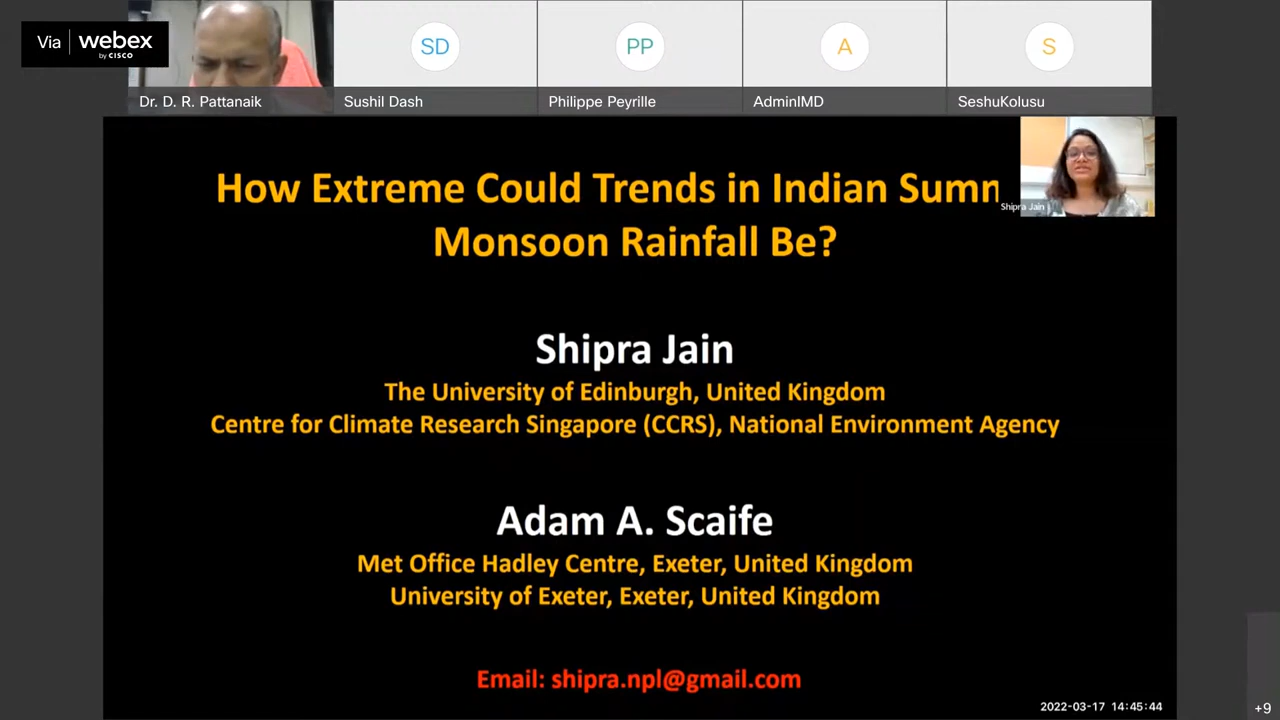 Via webex
by CISCO
SD
PP
A
S
Dr. D. R. Pattanaik
Sushil Dash
Philippe Peyrille
AdminIMD
SeshuKolusu
How Extreme Could Trends in Indian Summ
Monsoon Rainfall Be?
Shipra Jain
Shipra Jain
The University of Edinburgh, United Kingdom
Centre for Climate Research Singapore (CCRS), National Environment Agency
Adam A. Scaife
Met Office Hadley Centre, Exeter, United Kingdom
University of Exeter, Exeter, United Kingdom
Email: shipra.npl@gmail.com
2022-03-17 14:45:44
+9